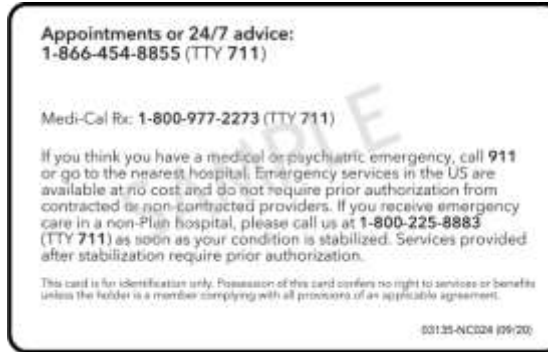 Appointments or 24/7 advice:
1-866-454-8855 (TTY 711)
Medi-Cal Rx: 1-800-977-2273 (TTY 711)
If you think you have a medical or psychiatric emergency, call 911
or go to the nearest hospital. Emergency services in the US are
available at no cost and do not require prior authorization from
contracted or non-contracted providers. If you receive emergency
care in a non-Plan hospital, please call us at 1-800-225-8883
(TTY 711) as soon as your condition is stabilized. Services provided
after stabilization require prior authorization.
This card is for identification only. Possession of this card confers no right to services or benefits
unless the holder is a member complying with all provisions of an applicable agreement.
03135-NC024 (09/20)
SAMPLE